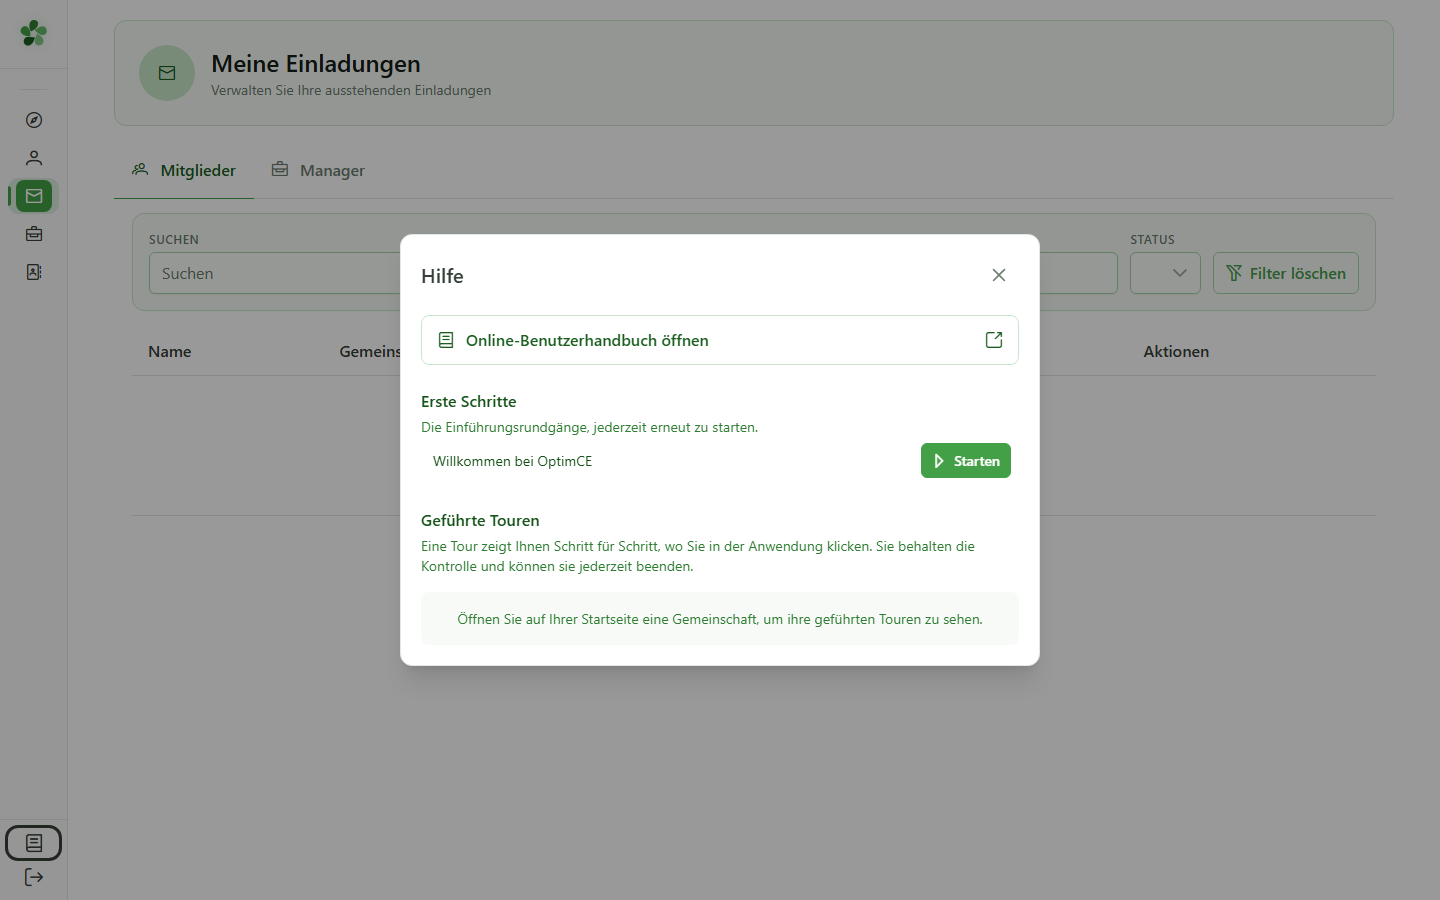 Meine Einladungen
Verwalten Sie Ihre ausstehenden Einladungen
Mitglieder
Manager
SUCHEN
STATUS
Suchen
Filter löschen
Name
Gemeins
Aktionen
Hilfe
Online-Benutzerhandbuch öffnen
Erste Schritte
Die Einführungsrundgänge, jederzeit erneut zu starten.
Willkommen bei OptimCE
Starten
Geführte Touren
Eine Tour zeigt Ihnen Schritt für Schritt, wo Sie in der Anwendung klicken. Sie behalten die
Kontrolle und können sie jederzeit beenden.
Öffnen Sie auf Ihrer Startseite eine Gemeinschaft, um ihre geführten Touren zu sehen.